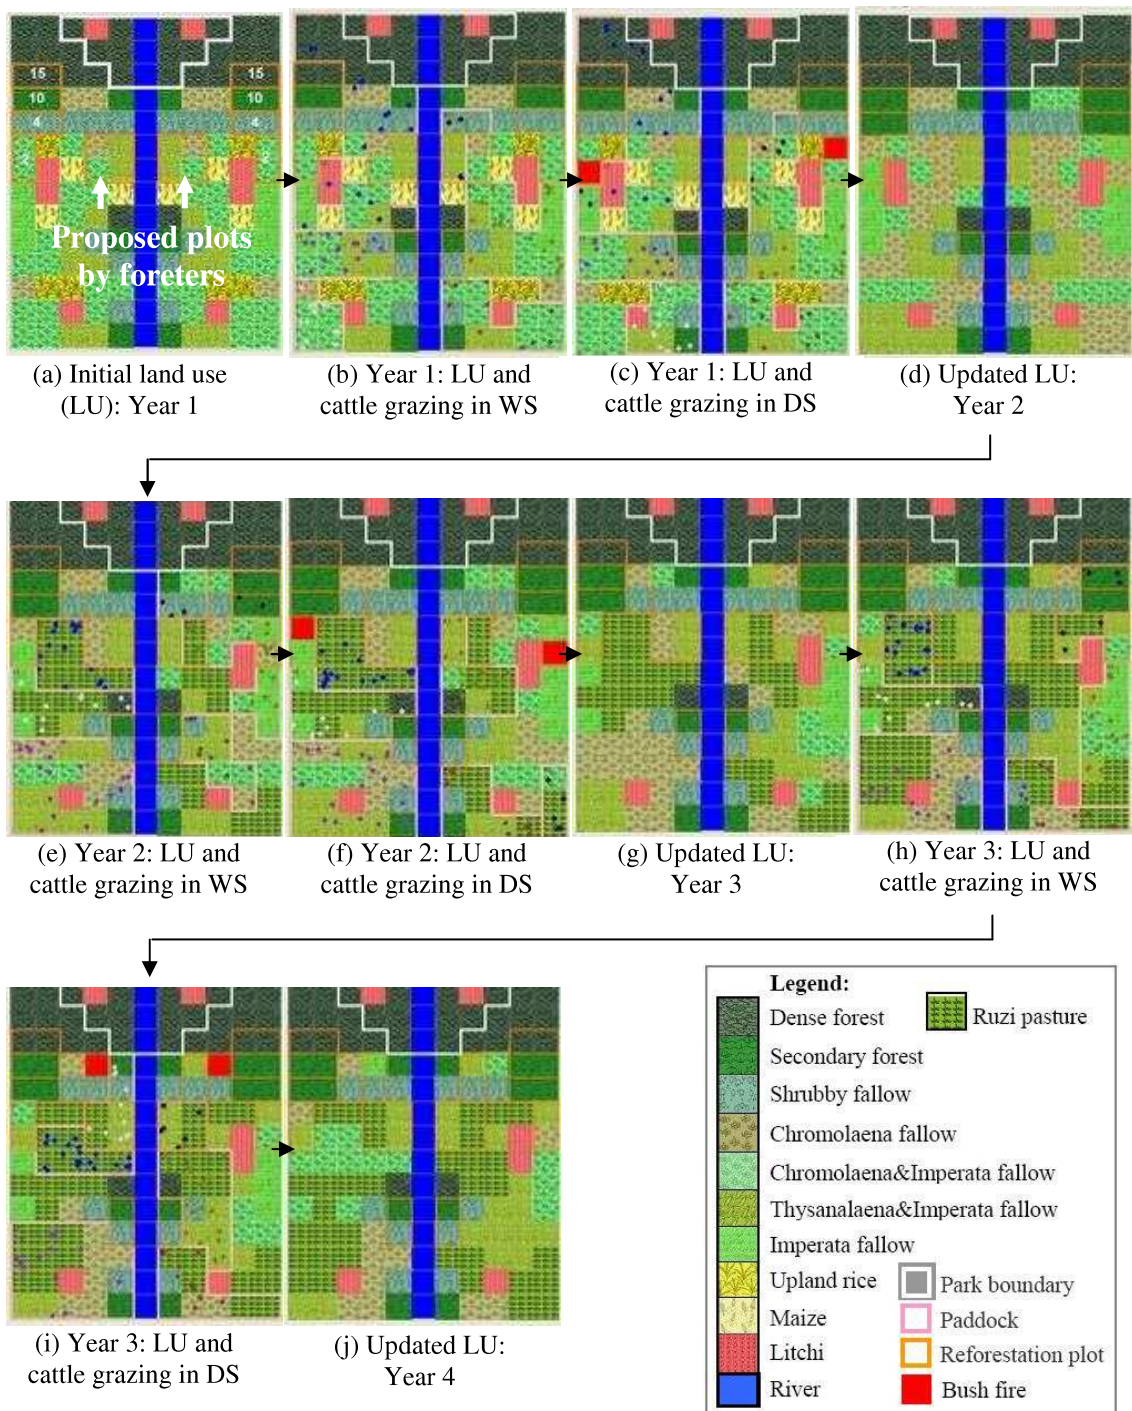 15 15
10 10
4 4
2 2
Proposed plots
by foreters
(a) Initial land use
(LU): Year 1
(b) Year 1: LU and
cattle grazing in WS
(c) Year 1: LU and
cattle grazing in DS
(d) Updated LU:
Year 2
(e) Year 2: LU and
cattle grazing in WS
(f) Year 2: LU and
cattle grazing in DS
(g) Updated LU:
Year 3
(h) Year 3: LU and
cattle grazing in WS
(i) Year 3: LU and
cattle grazing in DS
(j) Updated LU:
Year 4
Legend:
Dense forest
Ruzi pasture
Secondary forest
Shrubby fallow
Chromolaena fallow
Chromolaena&Imperata fallow
Thysanalaena&Imperata fallow
Imperata fallow
Upland rice
Park boundary
Maize
Paddock
Litchi
Reforestation plot
River
Bush fire